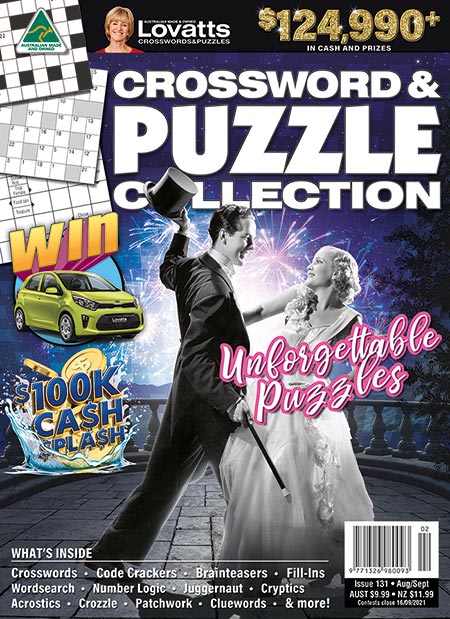 22
AUSTRALIAN MADE
AND OWNED
AUSTRALIAN MADE & OWNED
Lovatts
CROSSWORDS&PUZZLES
$124,990+
IN CASH AND PRIZES
CROSSWORD &
PUZZLE
COLLECTION
Win
Lovatts
$100K
CASH
SPLASH
Unforgettable
Puzzles
WHAT'S INSIDE
Crosswords • Code Crackers • Brainteasers • Fill-Ins
Wordsearch • Number Logic • Juggernaut • Cryptics
Acrostics • Crozzle • Patchwork • Cluewords • & more!
02
9 771326 980093
Issue 131 • Aug/Sept
AUST $9.99 • NZ $11.99
Contests close 16/09/2021